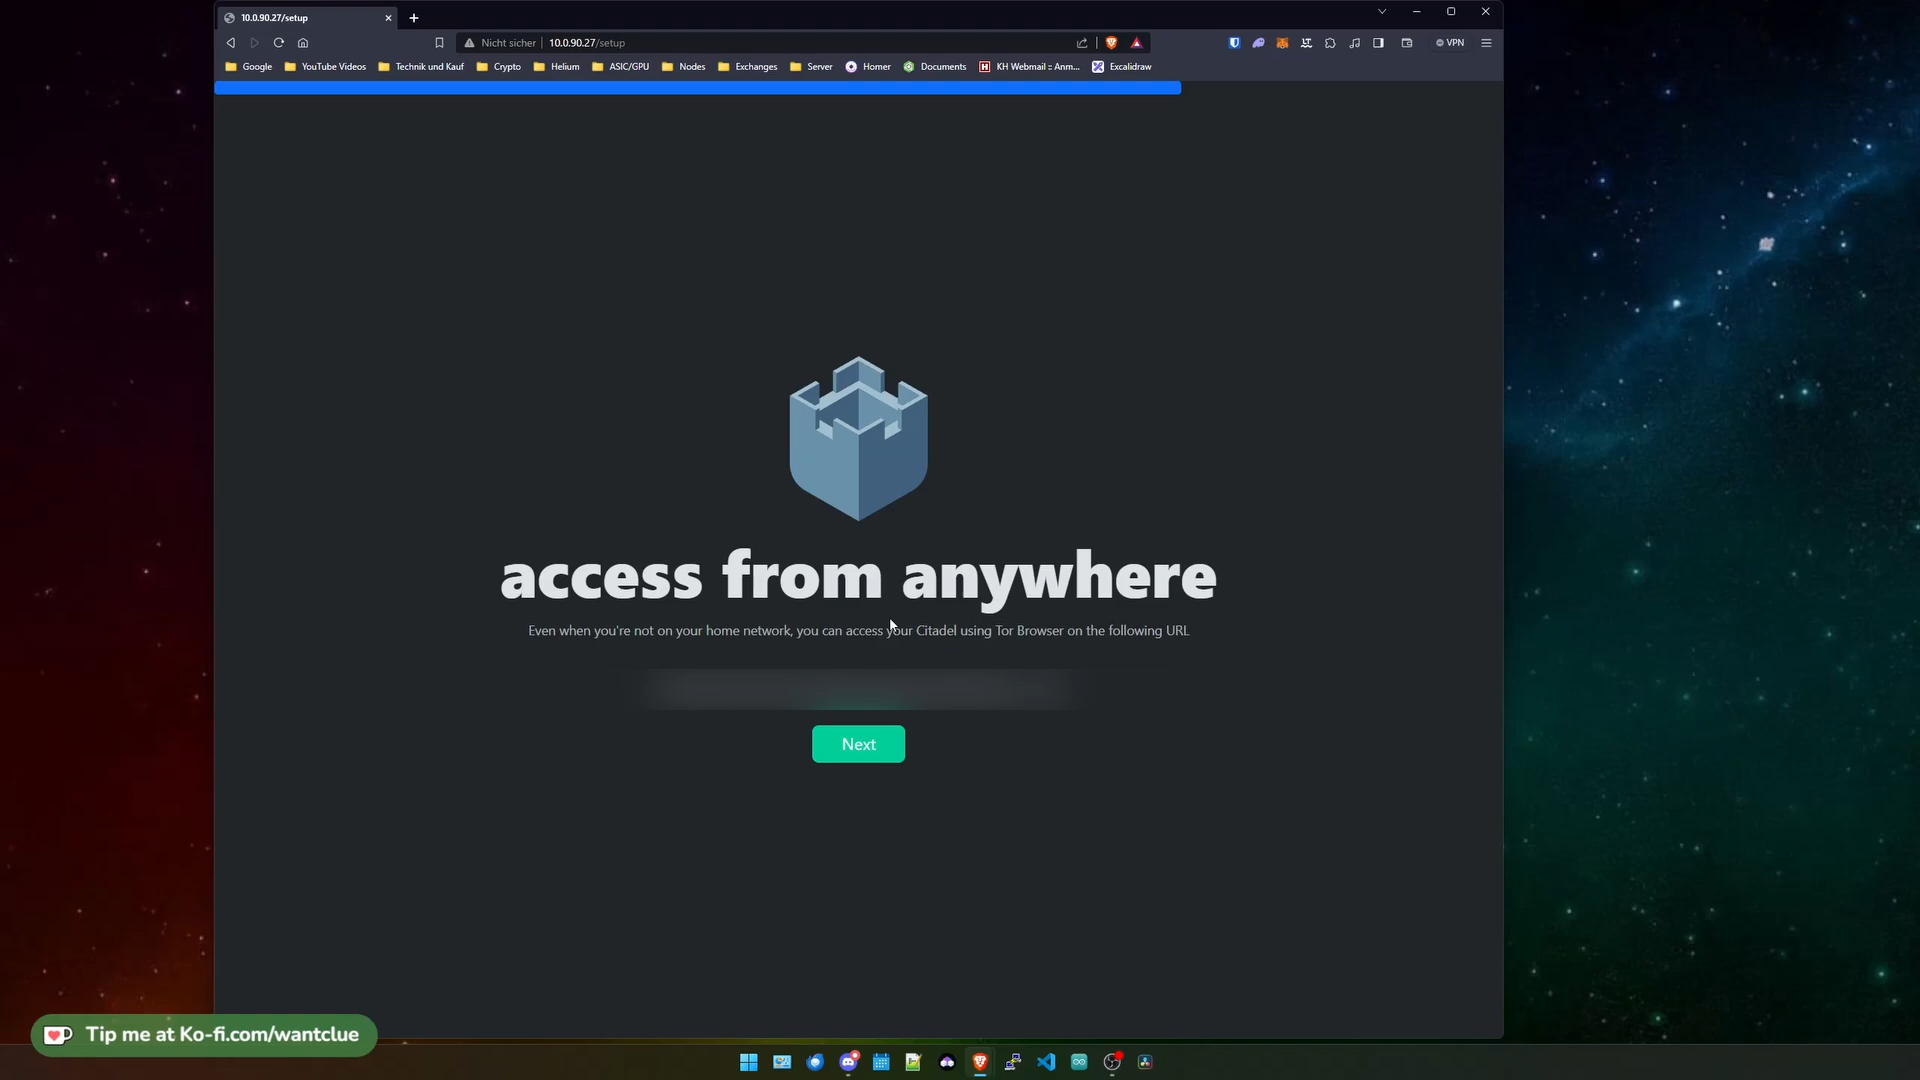 10.0.90.27/setup
Nicht sicher 10.0.90.27/setup VPN
Google YouTube Videos Technik und Kauf Crypto Helium ASIC/GPU Nodes Exchanges Server Homer Documents KH Webmail :: Anm... Excalidraw
access from anywhere
Even when you're not on your home network, you can access your Citadel using Tor Browser on the following URL
Next
Tip me at Ko-fi.com/wantclue